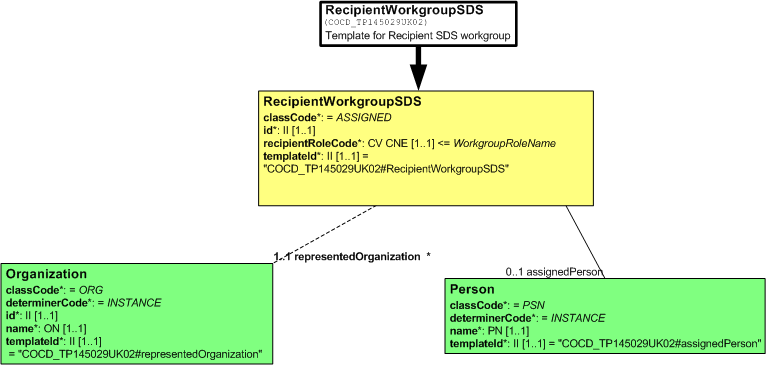 RecipientWorkgroupSDS
(COCD_TP145029UK02)
Template for Recipient SDS workgroup
RecipientWorkgroupSDS
classCode*: = ASSIGNED
id*: II [1..1]
recipientRoleCode*: CV CNE [1..1] <= WorkgroupRoleName
templateId*: II [1..1] =
"COCD_TP145029UK02#RecipientWorkgroupSDS"
1..1 representedOrganization *
0..1 assignedPerson
Organization
classCode*: = ORG
determinerCode*: = INSTANCE
id*: II [1..1]
name*: ON [1..1]
templateId*: II [1..1]
= "COCD_TP145029UK02#representedOrganization"
Person
classCode*: = PSN
determinerCode*: = INSTANCE
name*: PN [1..1]
templateId*: II [1..1] = "COCD_TP145029UK02#assignedPerson"